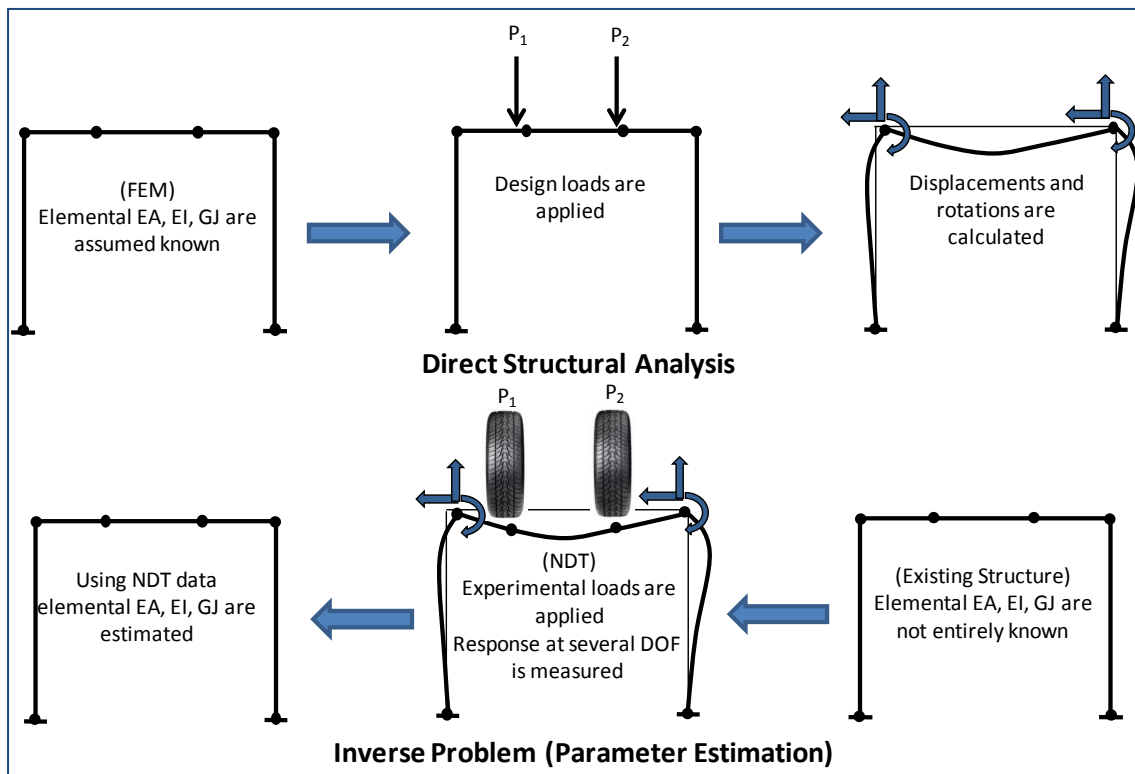 P1
P2
(FEM)
Elemental EA, EI, GJ are
assumed known
Design loads are
applied
Displacements and
rotations are
calculated
Direct Structural Analysis
P1
P2
Using NDT data
elemental EA, EI, GJ are
estimated
(NDT)
Experimental loads are
applied
Response at several DOF
is measured
(Existing Structure)
Elemental EA, EI, GJ are
not entirely known
Inverse Problem (Parameter Estimation)